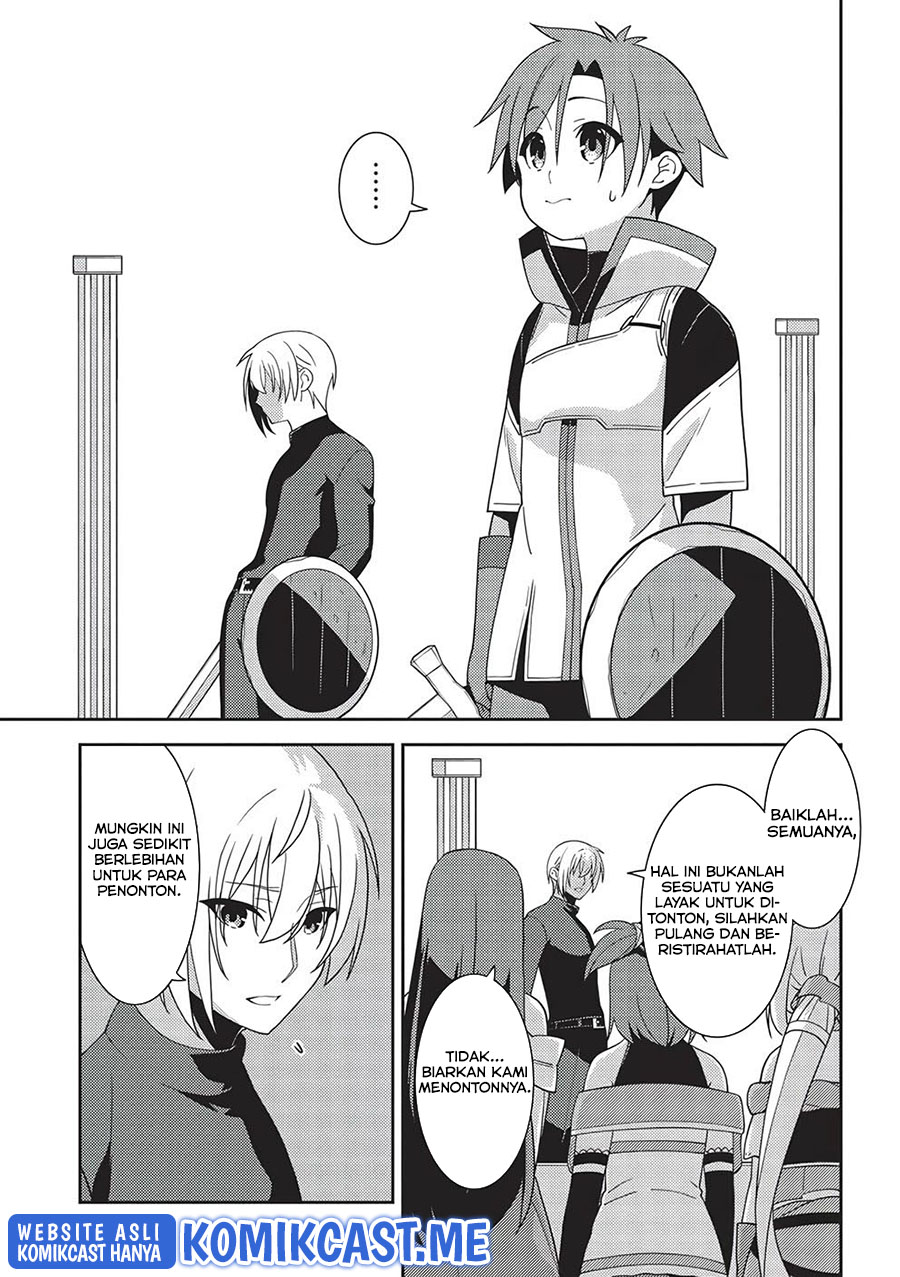 ......
BAIKLAH...
SEMUANYA,
HAL INI BUKANLAH
SESUATU YANG
LAYAK UNTUK DI-
TONTON, SILAHKAN
PULANG DAN BE-
RISTIRAHATLAH.
TIDAK...
BIARKAN KAMI
MENONTONNYA.
MUNGKIN INI
JUGA SEDIKIT
BERLEBIHAN
UNTUK PARA
PENONTON.
WEBSITE ASLI
KOMIKCAST HANYA
KOMIKCAST.ME